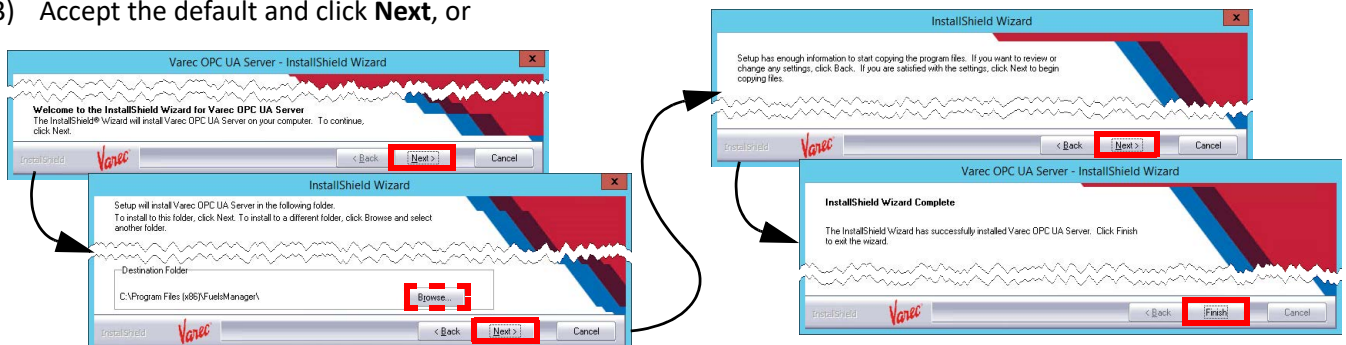 3) Accept the default and click Next, or
Varec OPC UA Server - InstallShield Wizard
x
Welcome to the InstallShield Wizard for Varec OPC UA Server
The InstallShield® Wizard will install Varec OPC UA Server on your computer. To continue,
click Next.
InstallShield
Varec
< Back
Next >
Cancel
InstallShield Wizard
x
Setup will install Varec OPC UA Server in the following folder.
To install to this folder, click Next. To install to a different folder, click Browse and select
another folder.
Destination Folder
C:\Program Files (x86)\FuelsManager\
Browse...
InstallShield
Varec
< Back
Next >
Cancel
InstallShield Wizard
x
Setup has enough information to start copying the program files. If you want to review or
change any settings, click Back. If you are satisfied with the settings, click Next to begin
copying files.
InstallShield
Varec
< Back
Next >
Cancel
Varec OPC UA Server - InstallShield Wizard
InstallShield Wizard Complete
The InstallShield Wizard has successfully installed Varec OPC UA Server. Click Finish
to exit the wizard.
InstallShield
Varec
< Back
Finish
Cancel